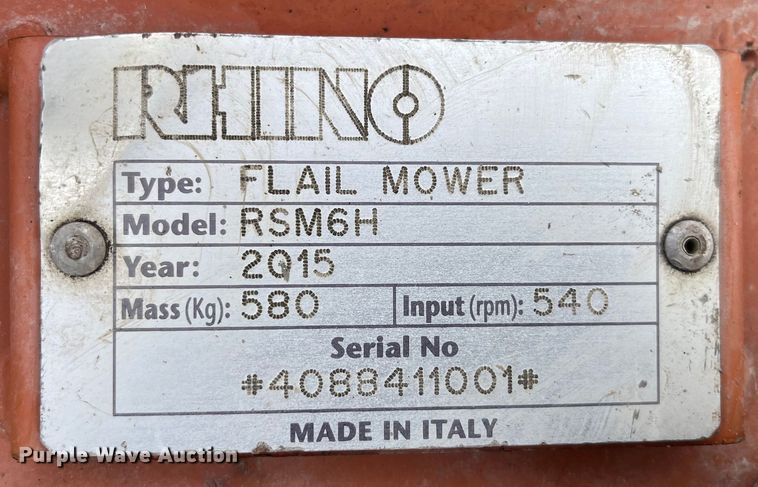 RHINO
Type: FLAIL MOWER
Model: RSM6H
Year: 2015
Mass (Kg): 580 Input (rpm): 540
Serial No
#4088411001#
MADE IN ITALY
Purple Wave Auction